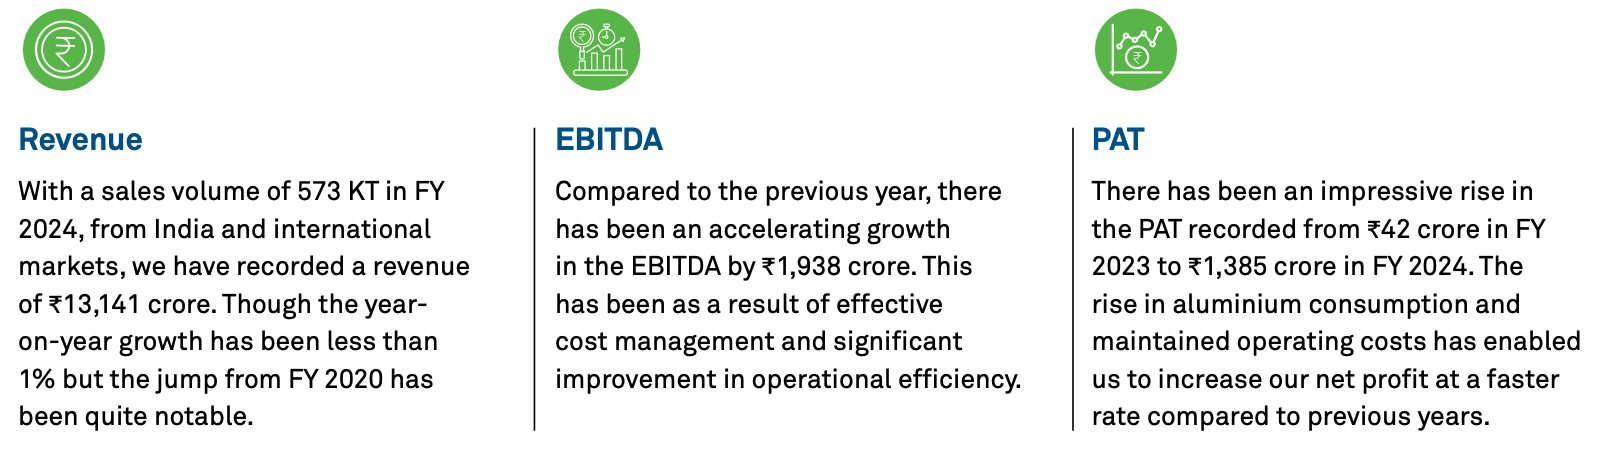 Revenue
With a sales volume of 573 KT in FY
2024, from India and international
markets, we have recorded a revenue
of ₹13,141 crore. Though the year-
on-year growth has been less than
1% but the jump from FY 2020 has
been quite notable.
EBITDA
Compared to the previous year, there
has been an accelerating growth
in the EBITDA by ₹1,938 crore. This
has been as a result of effective
cost management and significant
improvement in operational efficiency.
PAT
There has been an impressive rise in
the PAT recorded from ₹42 crore in FY
2023 to ₹1,385 crore in FY 2024. The
rise in aluminium consumption and
maintained operating costs has enabled
us to increase our net profit at a faster
rate compared to previous years.